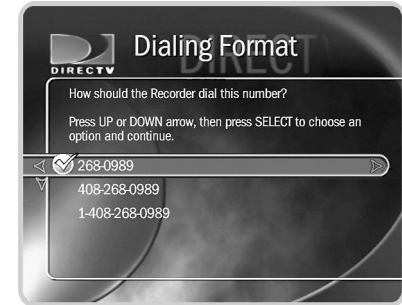 DIRECTV
Dialing Format
How should the Recorder dial this number?
Press UP or DOWN arrow, then press SELECT to choose an
option and continue.
268-0989
408-268-0989
1-408-268-0989